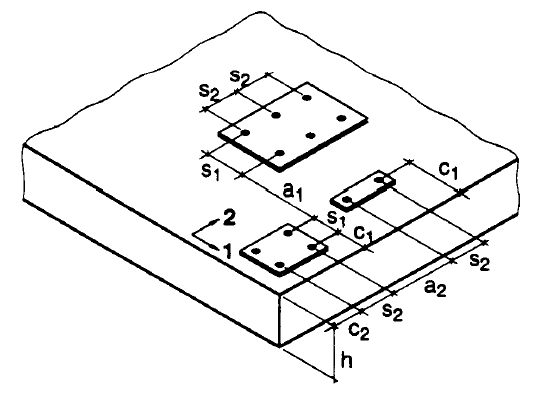 s₂
s₂
s₁
a₁
c₁
s₁
2
1
c₁
s₂
a₂
s₂
c₂
h